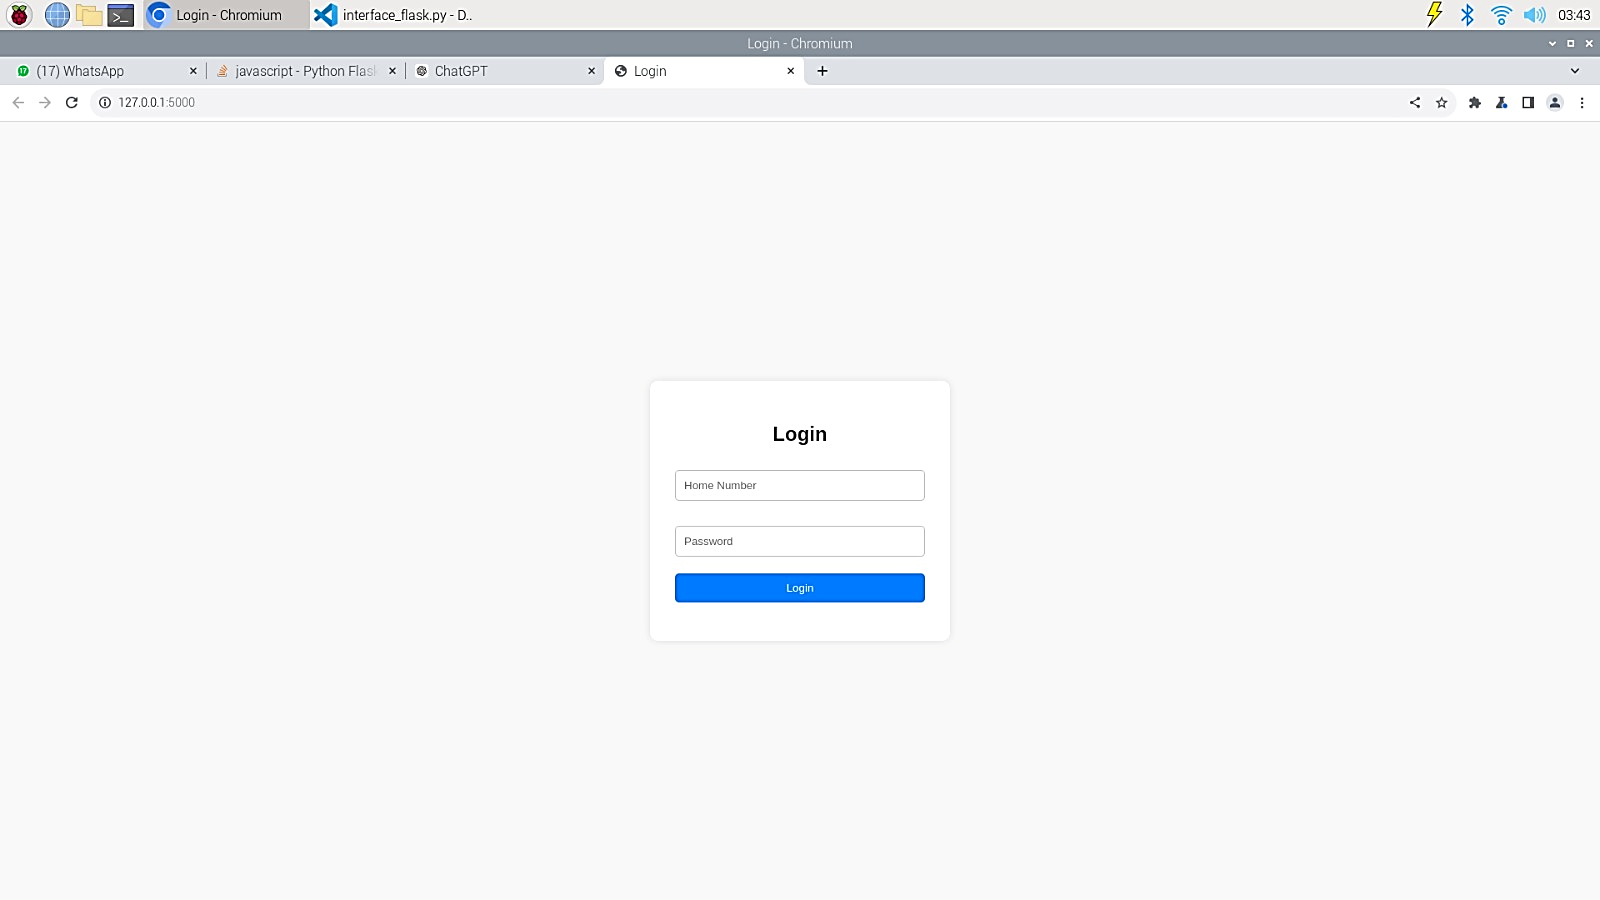 Login - Chromium
interface_flask.py - D..
03:43
Login - Chromium
(17) WhatsApp
javascript - Python Flas
ChatGPT
Login
127.0.0.1:5000
Login
Home Number
Password
Login